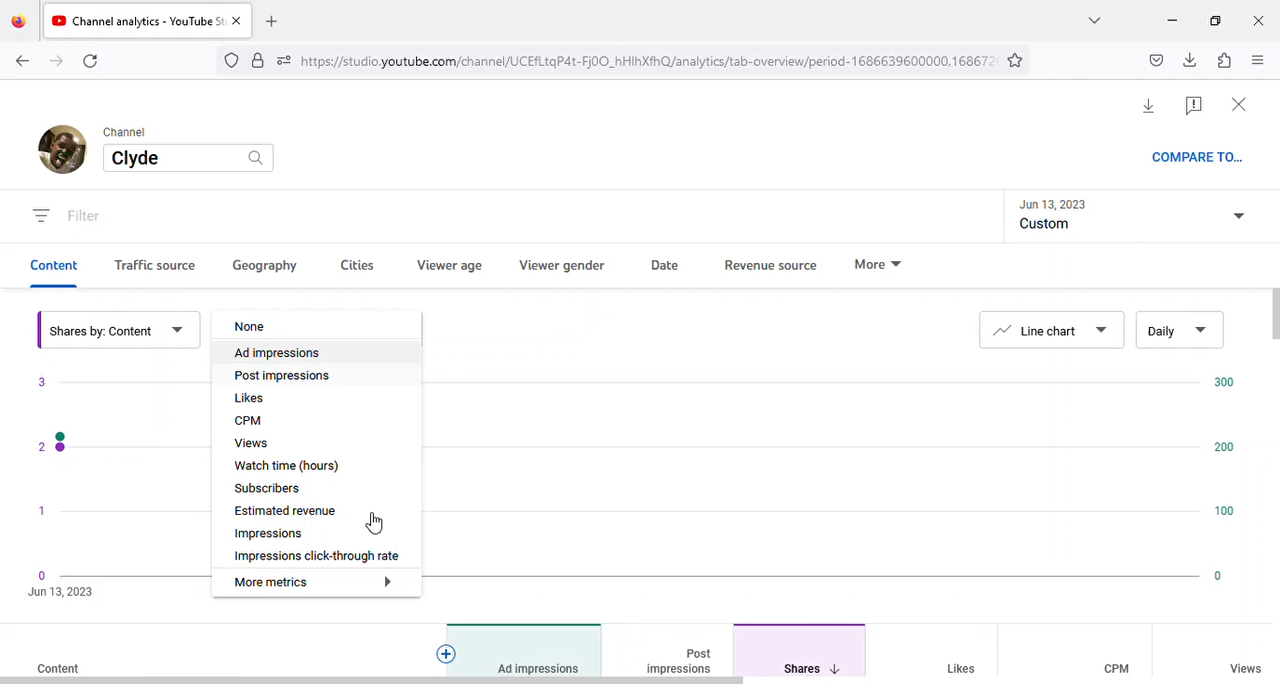 Channel analytics - YouTube St
https://studio.youtube.com/channel/UCEfLtqP4t-Fj0O_hHIhXfhQ/analytics/tab-overview/period-1686639600000,168672
Channel
Clyde
COMPARE TO...
Filter
Jun 13, 2023
Custom
Content Traffic source Geography Cities Viewer age Viewer gender Date Revenue source More
Shares by: Content
None
Ad impressions
Post impressions
Likes
CPM
Views
Watch time (hours)
Subscribers
Estimated revenue
Impressions
Impressions click-through rate
More metrics
Line chart
Daily
3 300
2 200
1 100
0 0
Jun 13, 2023
Content Ad impressions Post impressions Shares Likes CPM Views